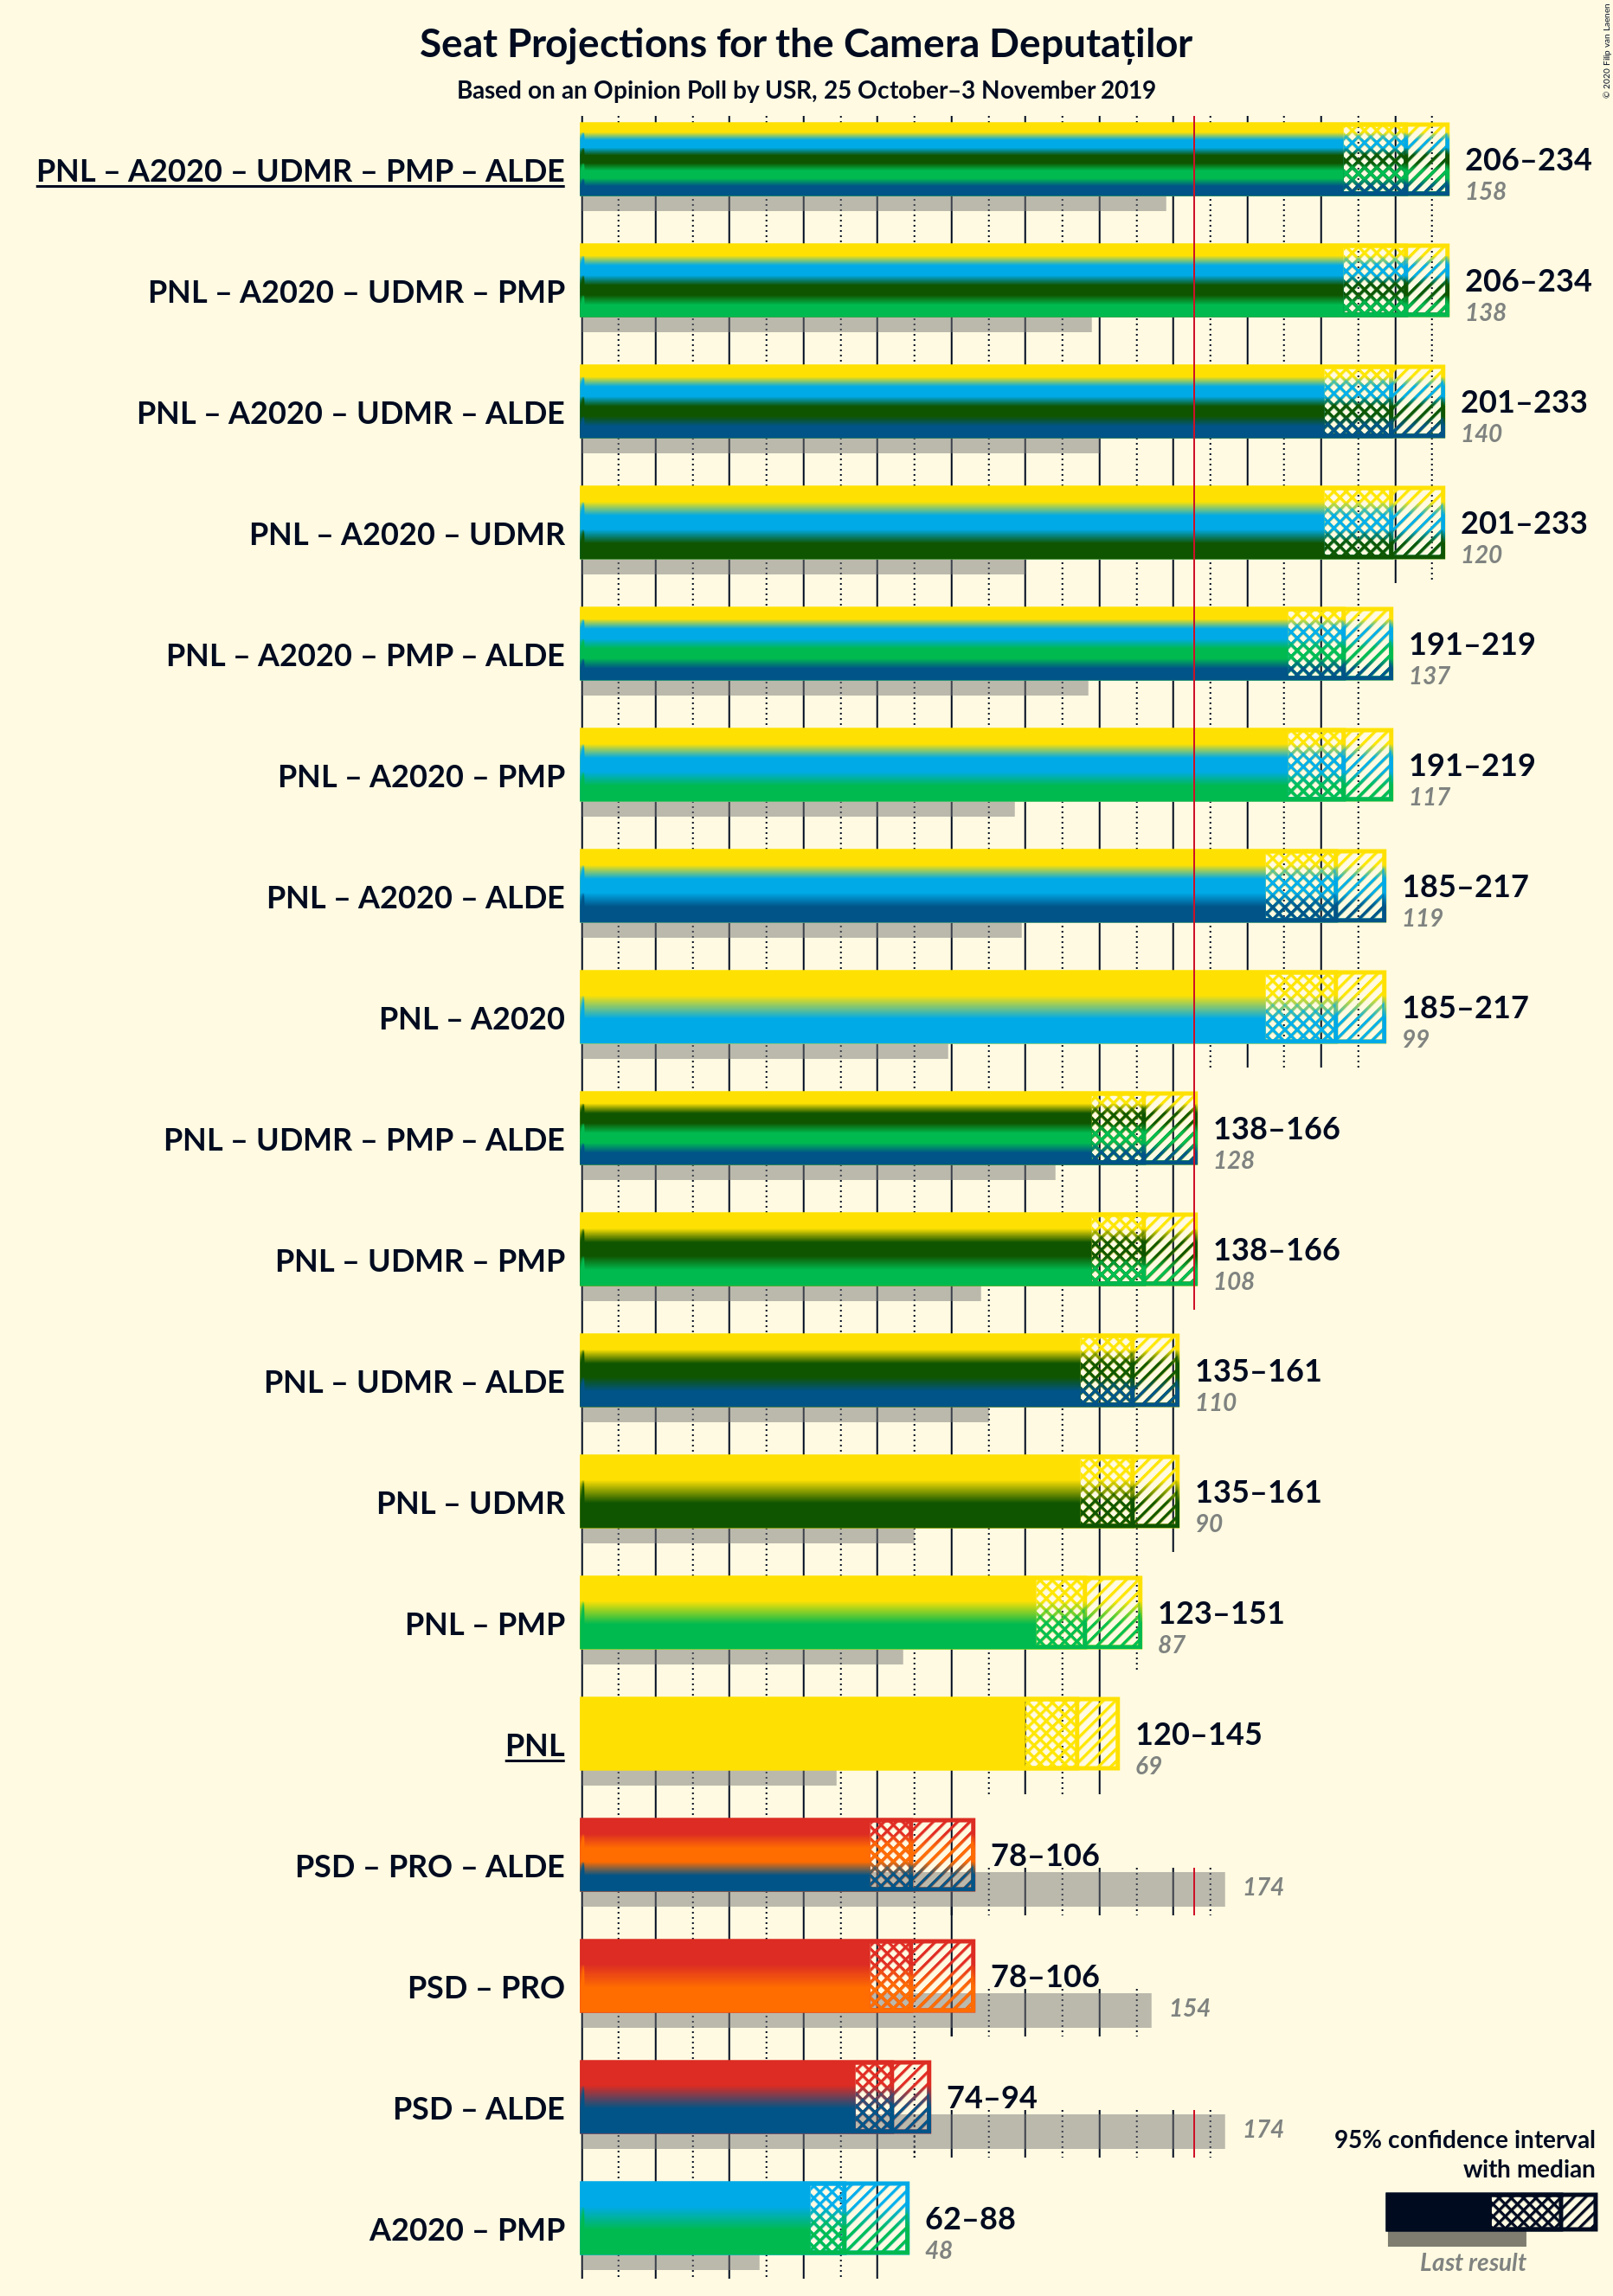 Seat Projections for the Camera Deputaților
Based on an Opinion Poll by USR, 25 October–3 November 2019
© 2020 Filip van Laenen
PNL – A2020 – UDMR – PMP – ALDE
206–234
158
PNL – A2020 – UDMR – PMP
206–234
138
PNL – A2020 – UDMR – ALDE
201–233
140
PNL – A2020 – UDMR
201–233
120
PNL – A2020 – PMP – ALDE
191–219
137
PNL – A2020 – PMP
191–219
117
PNL – A2020 – ALDE
185–217
119
PNL – A2020
185–217
99
PNL – UDMR – PMP – ALDE
138–166
128
PNL – UDMR – PMP
138–166
108
PNL – UDMR – ALDE
135–161
110
PNL – UDMR
135–161
90
PNL – PMP
123–151
87
PNL
120–145
69
PSD – PRO – ALDE
78–106
174
PSD – PRO
78–106
154
PSD – ALDE
74–94
174
A2020 – PMP
62–88
48
95% confidence interval
with median
Last result